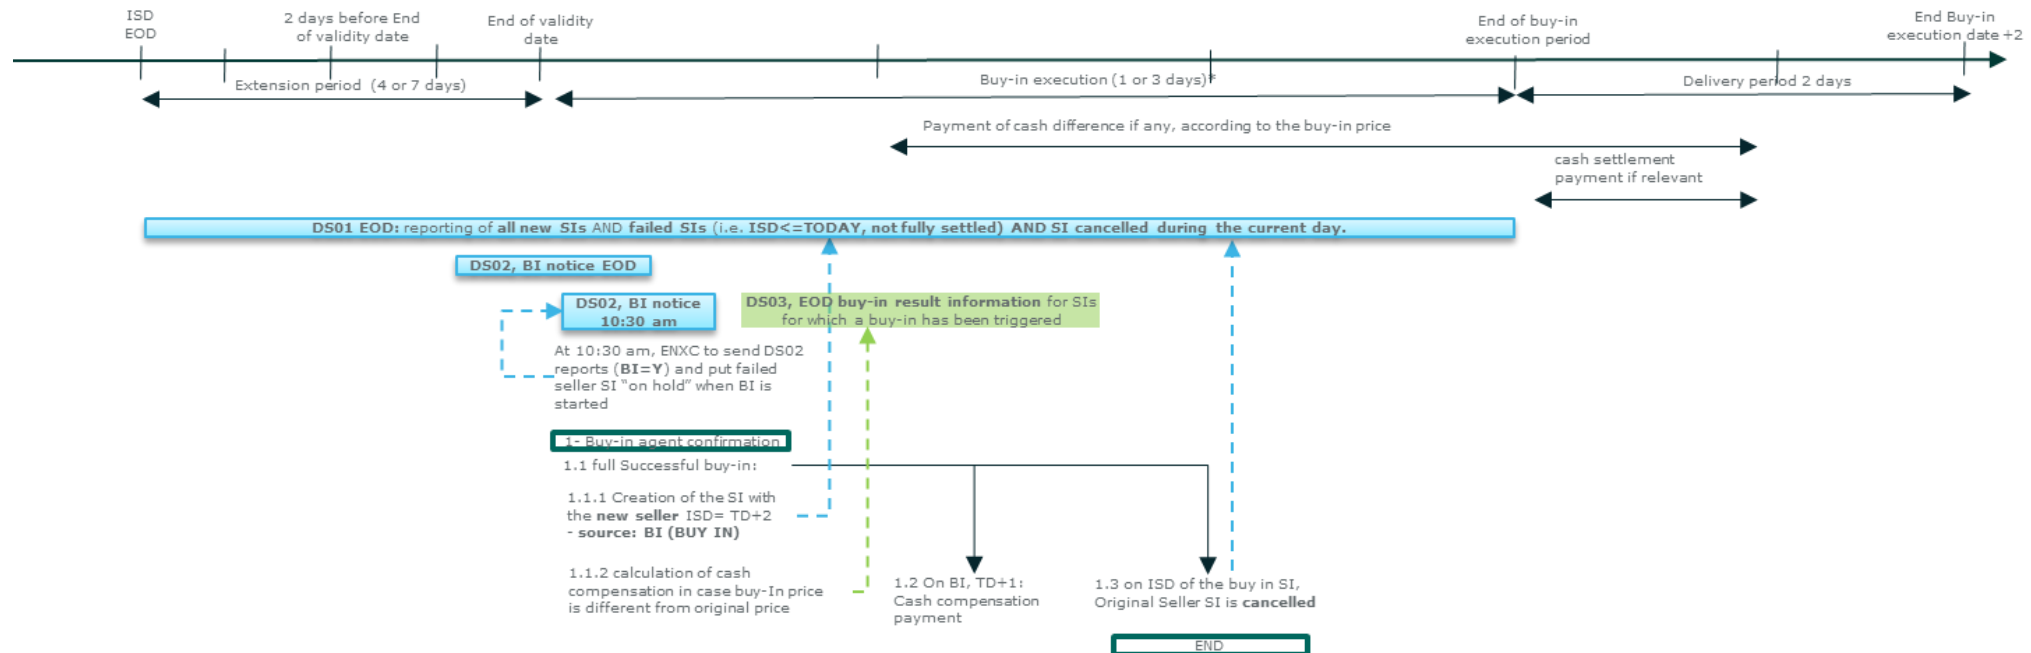 ISD
EOD
2 days before End
of validity date
End of validity
date
End of buy-in
execution period
End Buy-in
execution date +2
Extension period (4 or 7 days)
Buy-in execution (1 or 3 days)*
Delivery period 2 days
Payment of cash difference if any, according to the buy-in price
cash settlement
payment if relevant
DS01 EOD: reporting of all new SIs AND failed SIs (i.e. ISD<=TODAY, not fully settled) AND SI cancelled during the current day.
DS02, BI notice EOD
DS02, BI notice
10:30 am
DS03, EOD buy-in result information for SIs
for which a buy-in has been triggered
At 10:30 am, ENXC to send DS02
reports (BI=Y) and put failed
seller SI "on hold" when BI is
started
1- Buy-in agent confirmation
1.1 full Successful buy-in:
1.1.1 Creation of the SI with
the new seller ISD= TD+2
- source: BI (BUY IN)
1.1.2 calculation of cash
compensation in case buy-In price
is different from original price
1.2 On BI, TD+1:
Cash compensation
payment
1.3 on ISD of the buy in SI,
Original Seller SI is cancelled
END